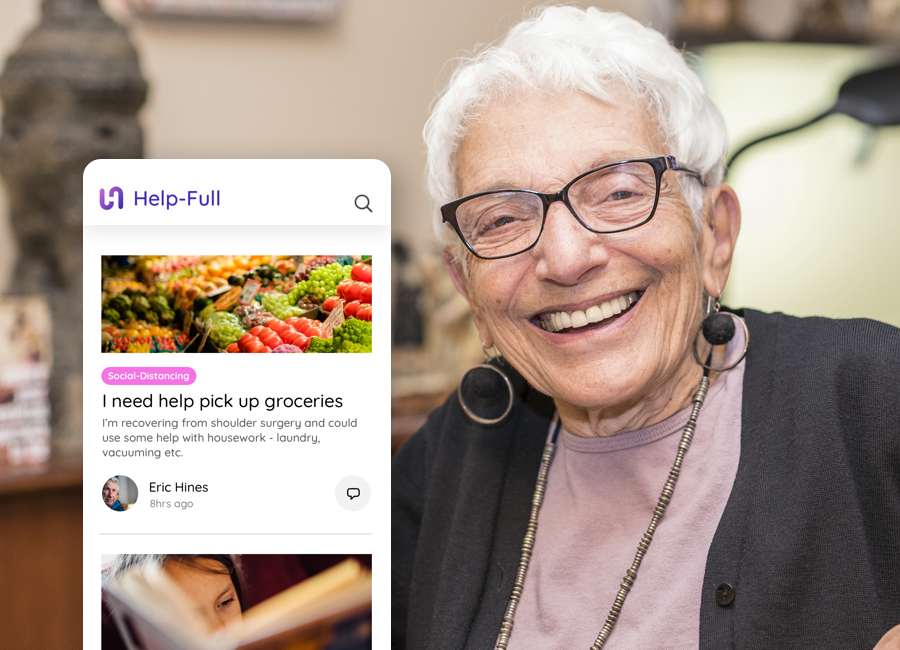 Help-Full
Social-Distancing
I need help pick up groceries
I'm recovering from shoulder surgery and could
use some help with housework - laundry,
vacuuming etc.
Eric Hines
8hrs ago